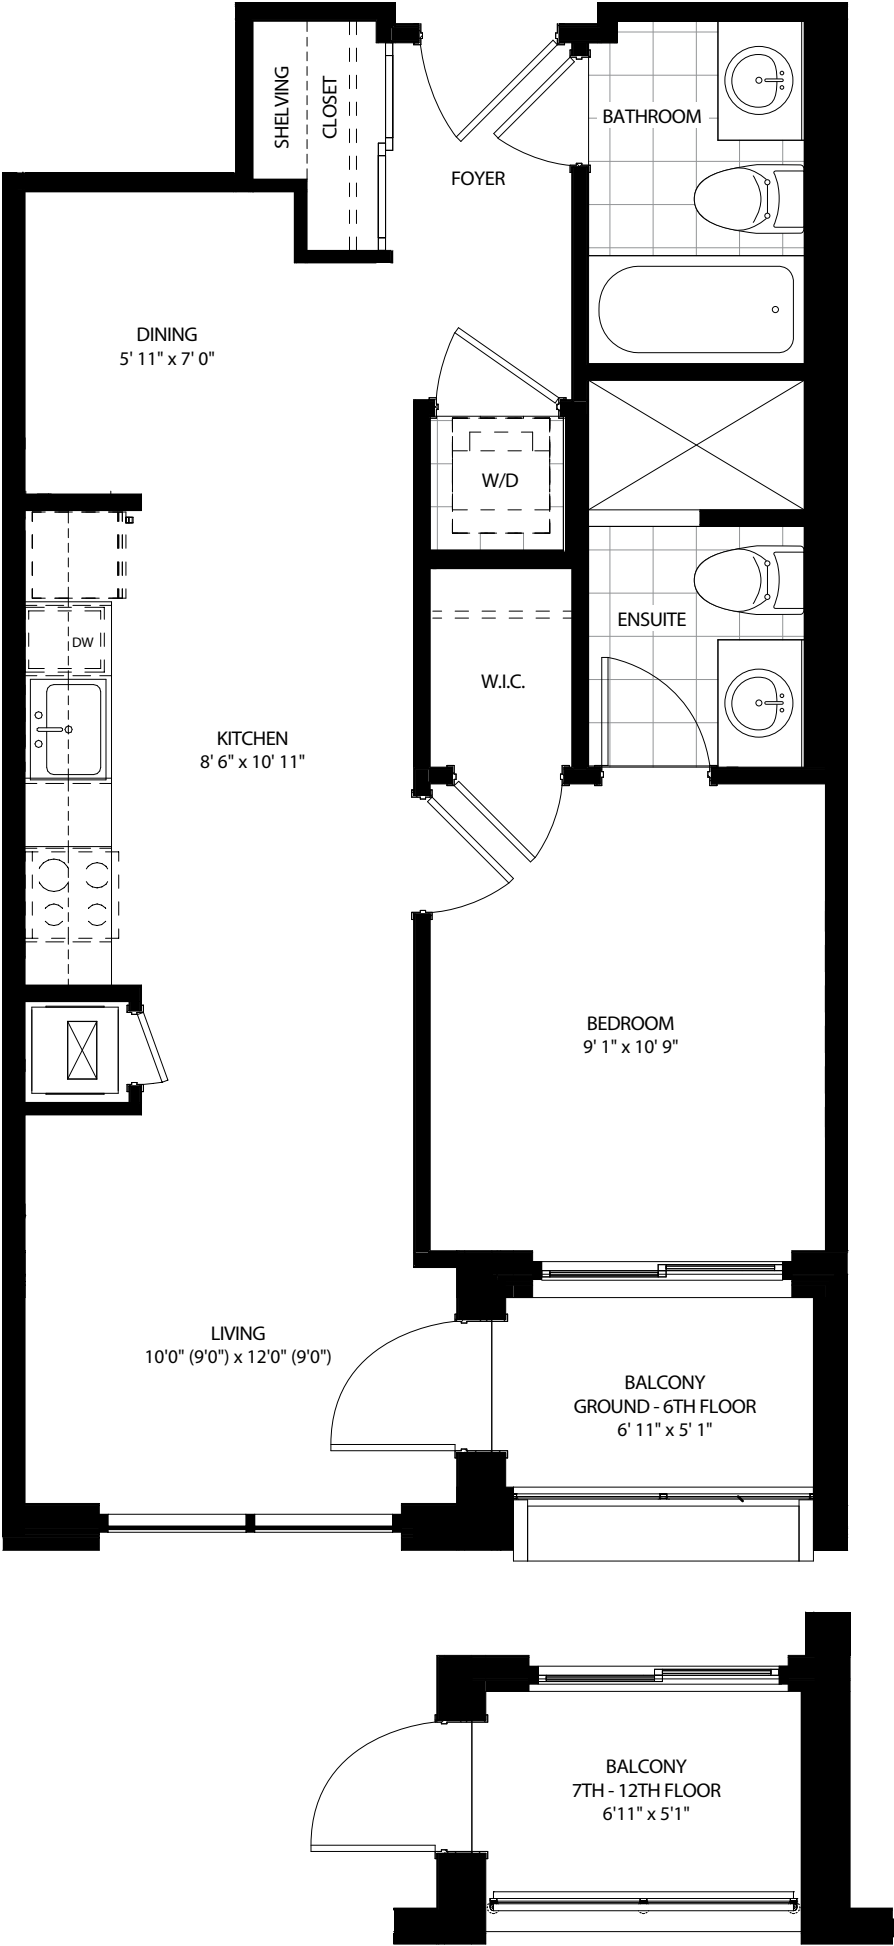 SHELVING
CLOSET
BATHROOM
FOYER
DINING
5' 11" x 7' 0"
W/D
ENSUITE
DW
W.I.C.
KITCHEN
8' 6" x 10' 11"
BEDROOM
9' 1" x 10' 9"
LIVING
10'0" (9'0") x 12'0" (9'0")
BALCONY
GROUND - 6TH FLOOR
6' 11" x 5' 1"
BALCONY
7TH - 12TH FLOOR
6'11" x 5'1"